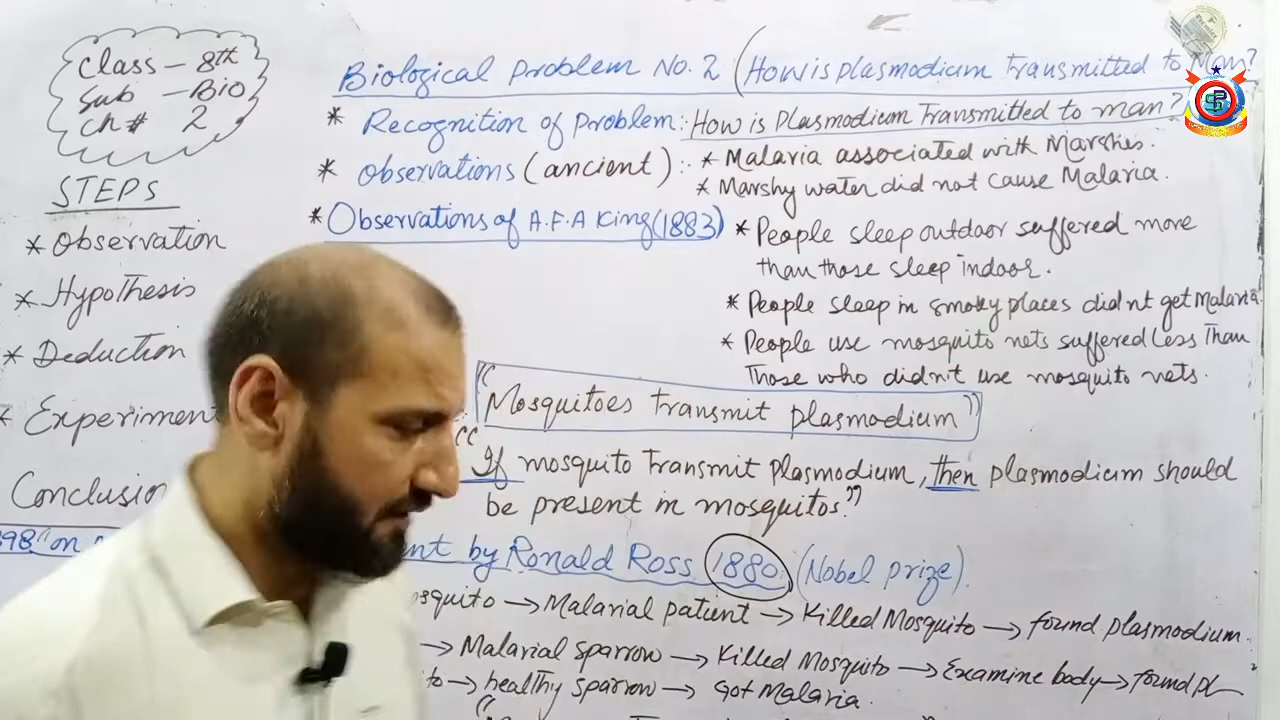 Class - 8th
Sub - Bio
Ch# 2
STEPS
* Observation
* Hypothesis
* Deduction
* Experiment
Conclusion
Biological Problem No. 2 (How is plasmodium transmitted to Man?
* Recognition of Problem: How is Plasmodium Transmitted to man?
* Observations (ancient): * Malaria associated with Marshes.
* Marshy water did not cause Malaria.
* Observations of A.F.A King (1883) * People sleep outdoor suffered more
than those sleep indoor.
* People sleep in smoky places didn't get Malaria
* People use mosquito nets suffered Less Than
Those who didn't use mosquito nets.
"Mosquitoes transmit plasmodium"
"If mosquito transmit plasmodium, then plasmodium should
be present in mosquitos."
by Ronald Ross 1880 (Nobel prize).
→ Malarial patient → Killed Mosquito → found plasmodium.
→ Malarial sparrow → Killed Mosquito → Examine body → found
→ healthy sparrow → Got Malaria.